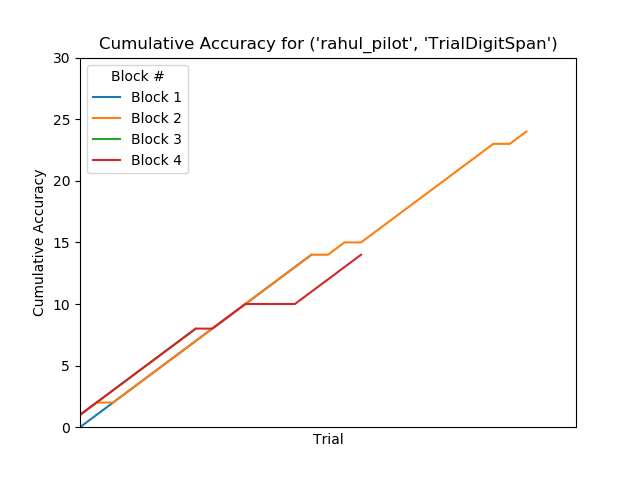 Cumulative Accuracy for ('rahul_pilot', 'TrialDigitSpan')
Block #
Block 1
Block 2
Block 3
Block 4
30
25
20
15
10
5
0
Cumulative Accuracy
Trial